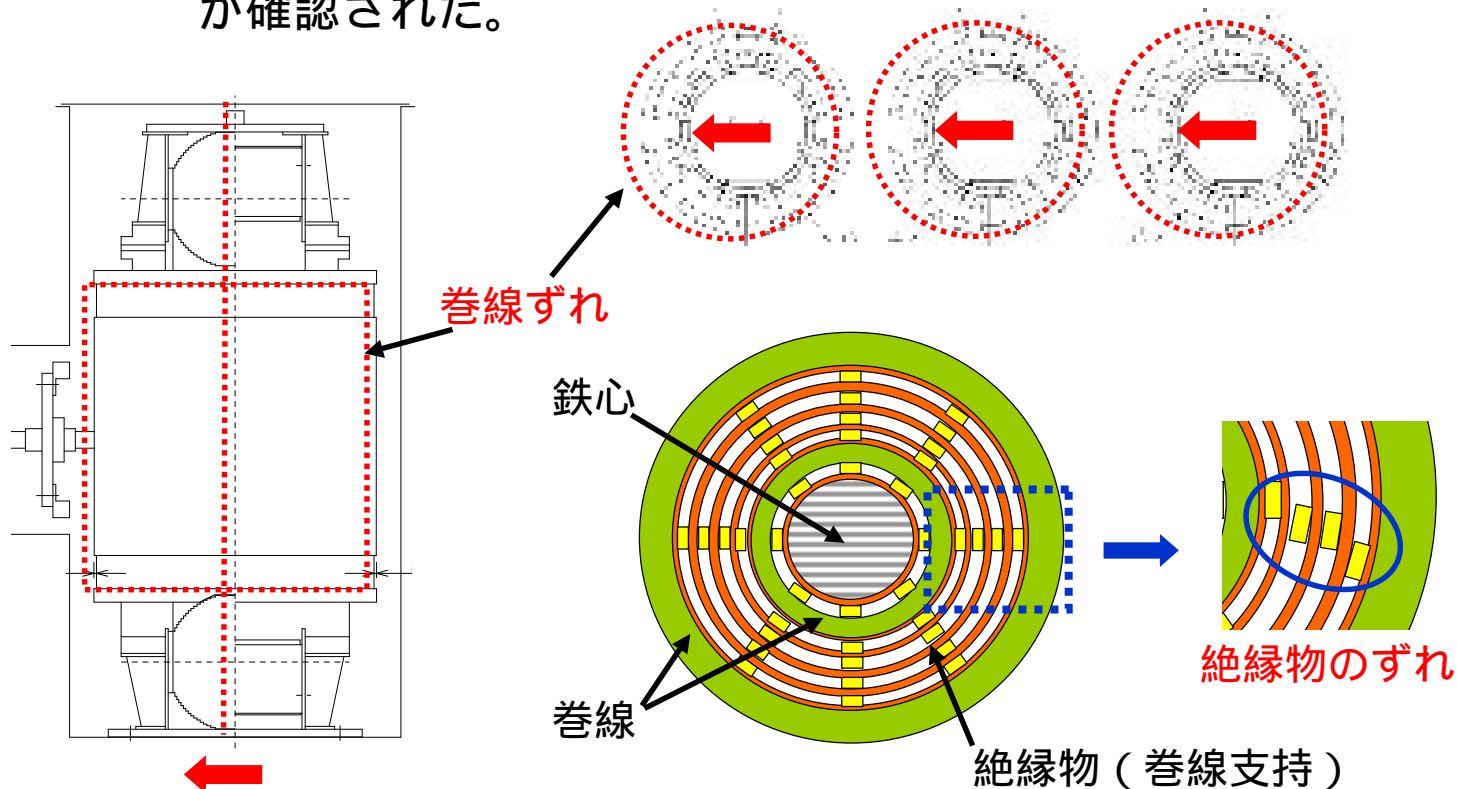 が確認された。
巻線ずれ
鉄心
巻線
絶縁物（巻線支持）
絶縁物のずれ